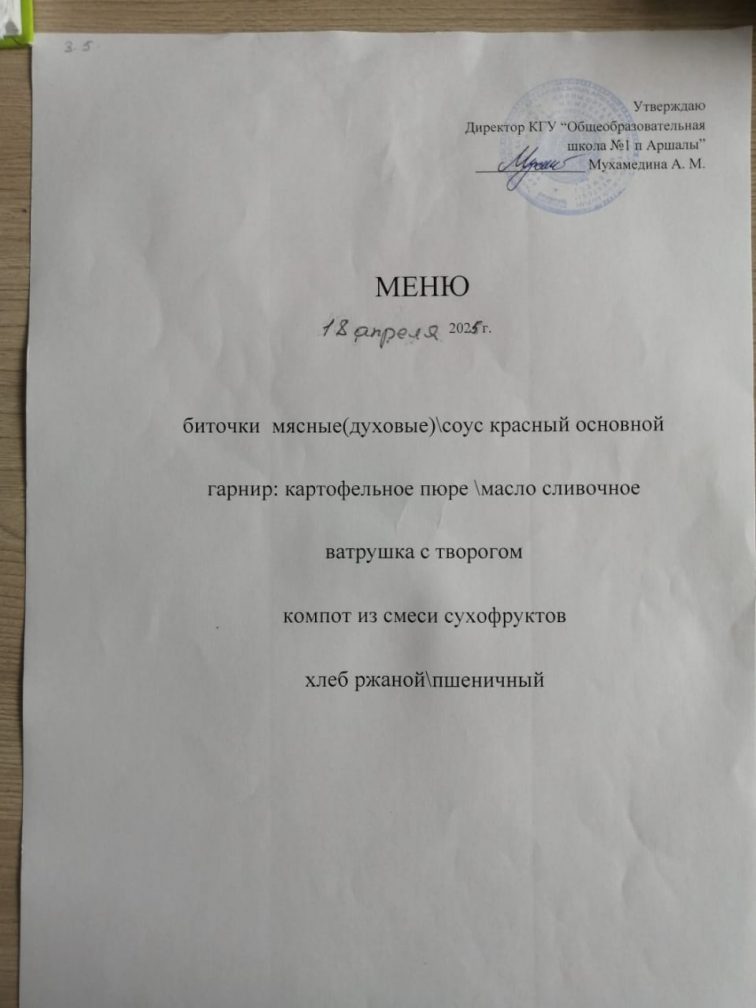 3.5
Утверждаю
Директор КГУ “Общеобразовательная
школа №1 п Аршалы”
Мухамедина А. М.
МЕНЮ
18 апреля 2025г.
биточки мясные(духовые)\соус красный основной
гарнир: картофельное пюре \масло сливочное
ватрушка с творогом
компот из смеси сухофруктов
хлеб ржаной\пшеничный